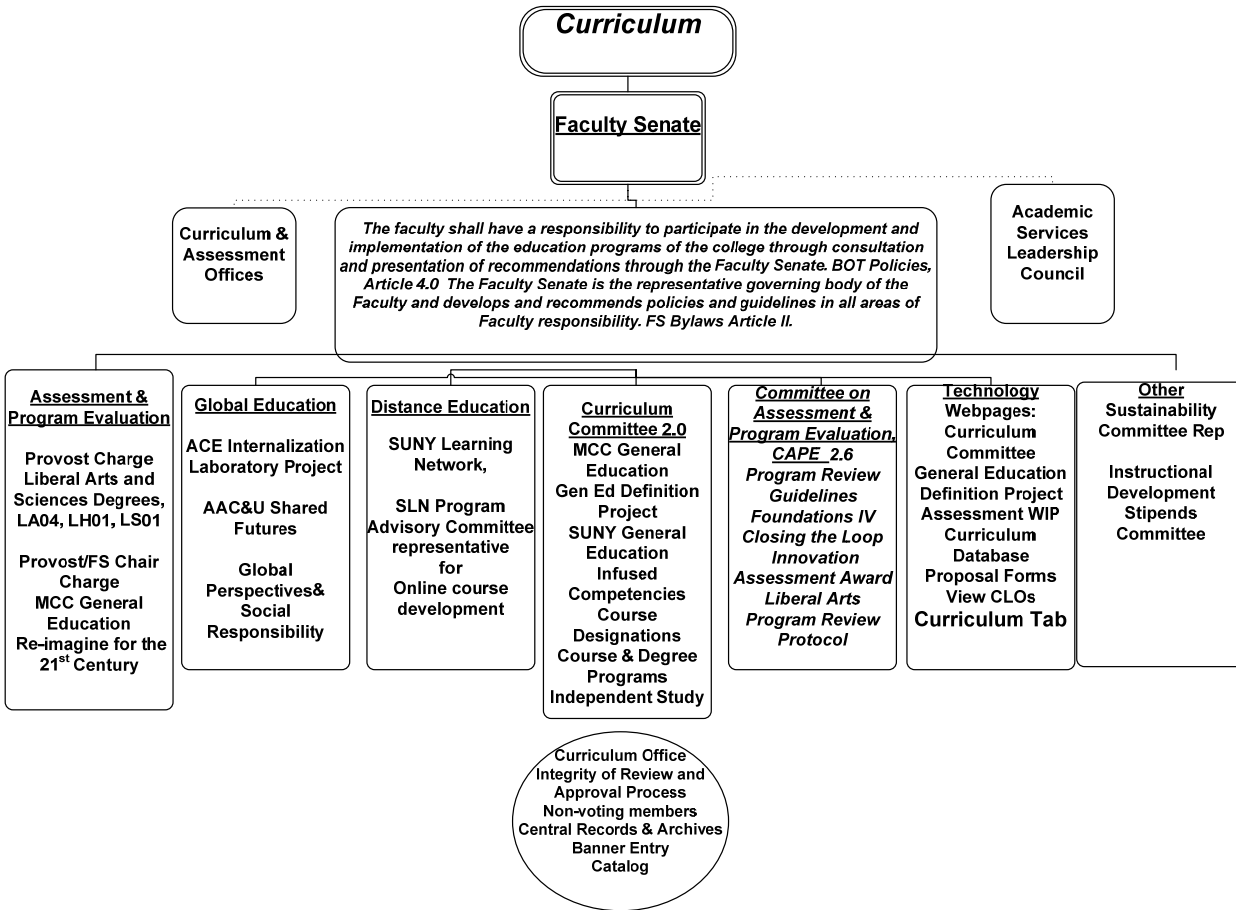 Curriculum
Faculty Senate
Curriculum &
Assessment
Offices
The faculty shall have a responsibility to participate in the development and
implementation of the education programs of the college through consultation
and presentation of recommendations through the Faculty Senate. BOT Policies,
Article 4.0 The Faculty Senate is the representative governing body of the
Faculty and develops and recommends policies and guidelines in all areas of
Faculty responsibility. FS Bylaws Article II.
Academic
Services
Leadership
Council
Assessment &
Program Evaluation
Provost Charge
Liberal Arts and
Sciences Degrees,
LA04, LH01, LS01
Provost/FS Chair
Charge
MCC General
Education
Re-imagine for the
21st Century
Global Education
ACE Internalization
Laboratory Project
AAC&U Shared
Futures
Global
Perspectives&
Social
Responsibility
Distance Education
SUNY Learning
Network,
SLN Program
Advisory Committee
representative
for
Online course
development
Curriculum
Committee 2.0
MCC General
Education
Gen Ed Definition
Project
SUNY General
Education
Infused
Competencies
Course
Designations
Course & Degree
Programs
Independent Study
Committee on
Assessment &
Program Evaluation,
CAPE 2.6
Program Review
Guidelines
Foundations IV
Closing the Loop
Innovation
Assessment Award
Liberal Arts
Program Review
Protocol
Technology
Webpages:
Curriculum
Committee
General Education
Definition Project
Assessment WIP
Curriculum
Database
Proposal Forms
View CLOs
Curriculum Tab
Other
Sustainability
Committee Rep
Instructional
Development
Stipends
Committee
Curriculum Office
Integrity of Review and
Approval Process
Non-voting members
Central Records & Archives
Banner Entry
Catalog